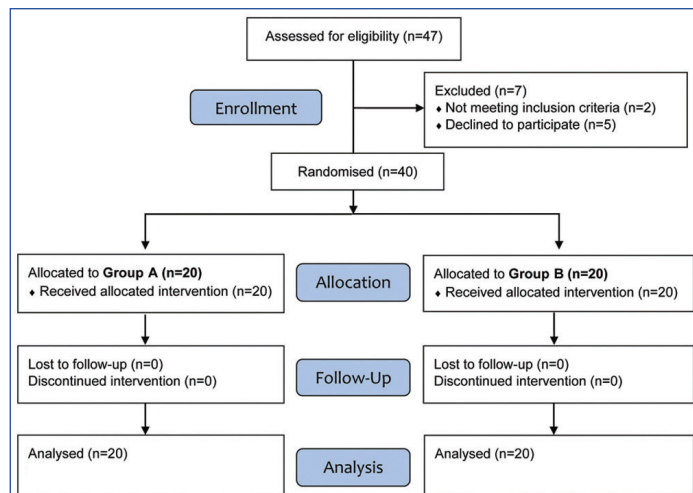 Assessed for eligibility (n=47)
Enrollment
Excluded (n=7)
♦ Not meeting inclusion criteria (n=2)
♦ Declined to participate (n=5)
Randomised (n=40)
Allocated to Group A (n=20)
♦ Received allocated intervention (n=20)
Allocation
Allocated to Group B (n=20)
♦ Received allocated intervention (n=20)
Lost to follow-up (n=0)
Discontinued intervention (n=0)
Follow-Up
Lost to follow-up (n=0)
Discontinued intervention (n=0)
Analysed (n=20)
Analysis
Analysed (n=20)